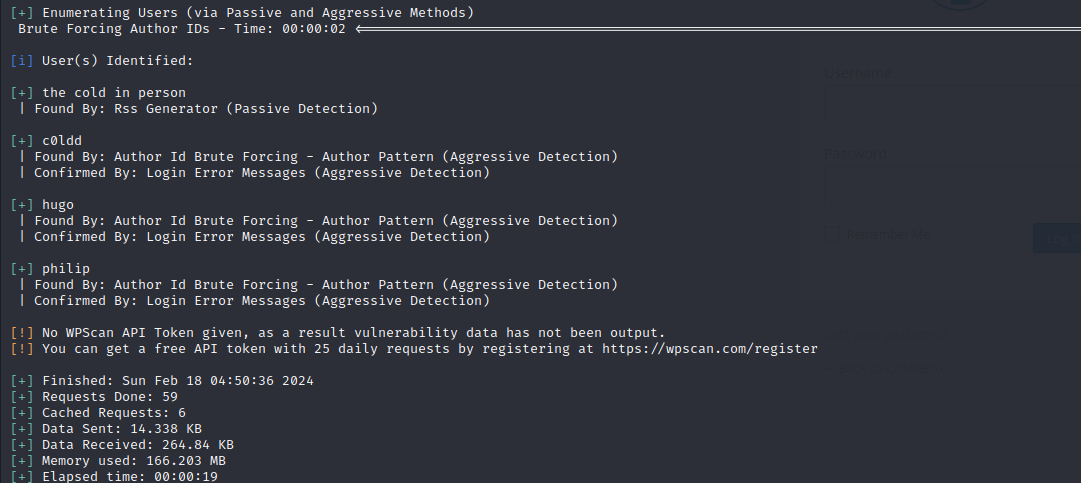 [+] Enumerating Users (via Passive and Aggressive Methods)
Brute Forcing Author IDs - Time: 00:00:02 <==============================================
[i] User(s) Identified:
[+] the cold in person
| Found By: Rss Generator (Passive Detection)
[+] c0ldd
| Found By: Author Id Brute Forcing - Author Pattern (Aggressive Detection)
| Confirmed By: Login Error Messages (Aggressive Detection)
[+] hugo
| Found By: Author Id Brute Forcing - Author Pattern (Aggressive Detection)
| Confirmed By: Login Error Messages (Aggressive Detection)
[+] philip
| Found By: Author Id Brute Forcing - Author Pattern (Aggressive Detection)
| Confirmed By: Login Error Messages (Aggressive Detection)
[!] No WPScan API Token given, as a result vulnerability data has not been output.
[!] You can get a free API token with 25 daily requests by registering at https://wpscan.com/register
[+] Finished: Sun Feb 18 04:50:36 2024
[+] Requests Done: 59
[+] Cached Requests: 6
[+] Data Sent: 14.338 KB
[+] Data Received: 264.84 KB
[+] Memory used: 166.203 MB
[+] Elapsed time: 00:00:19
Username
Password
Remember Me
Log